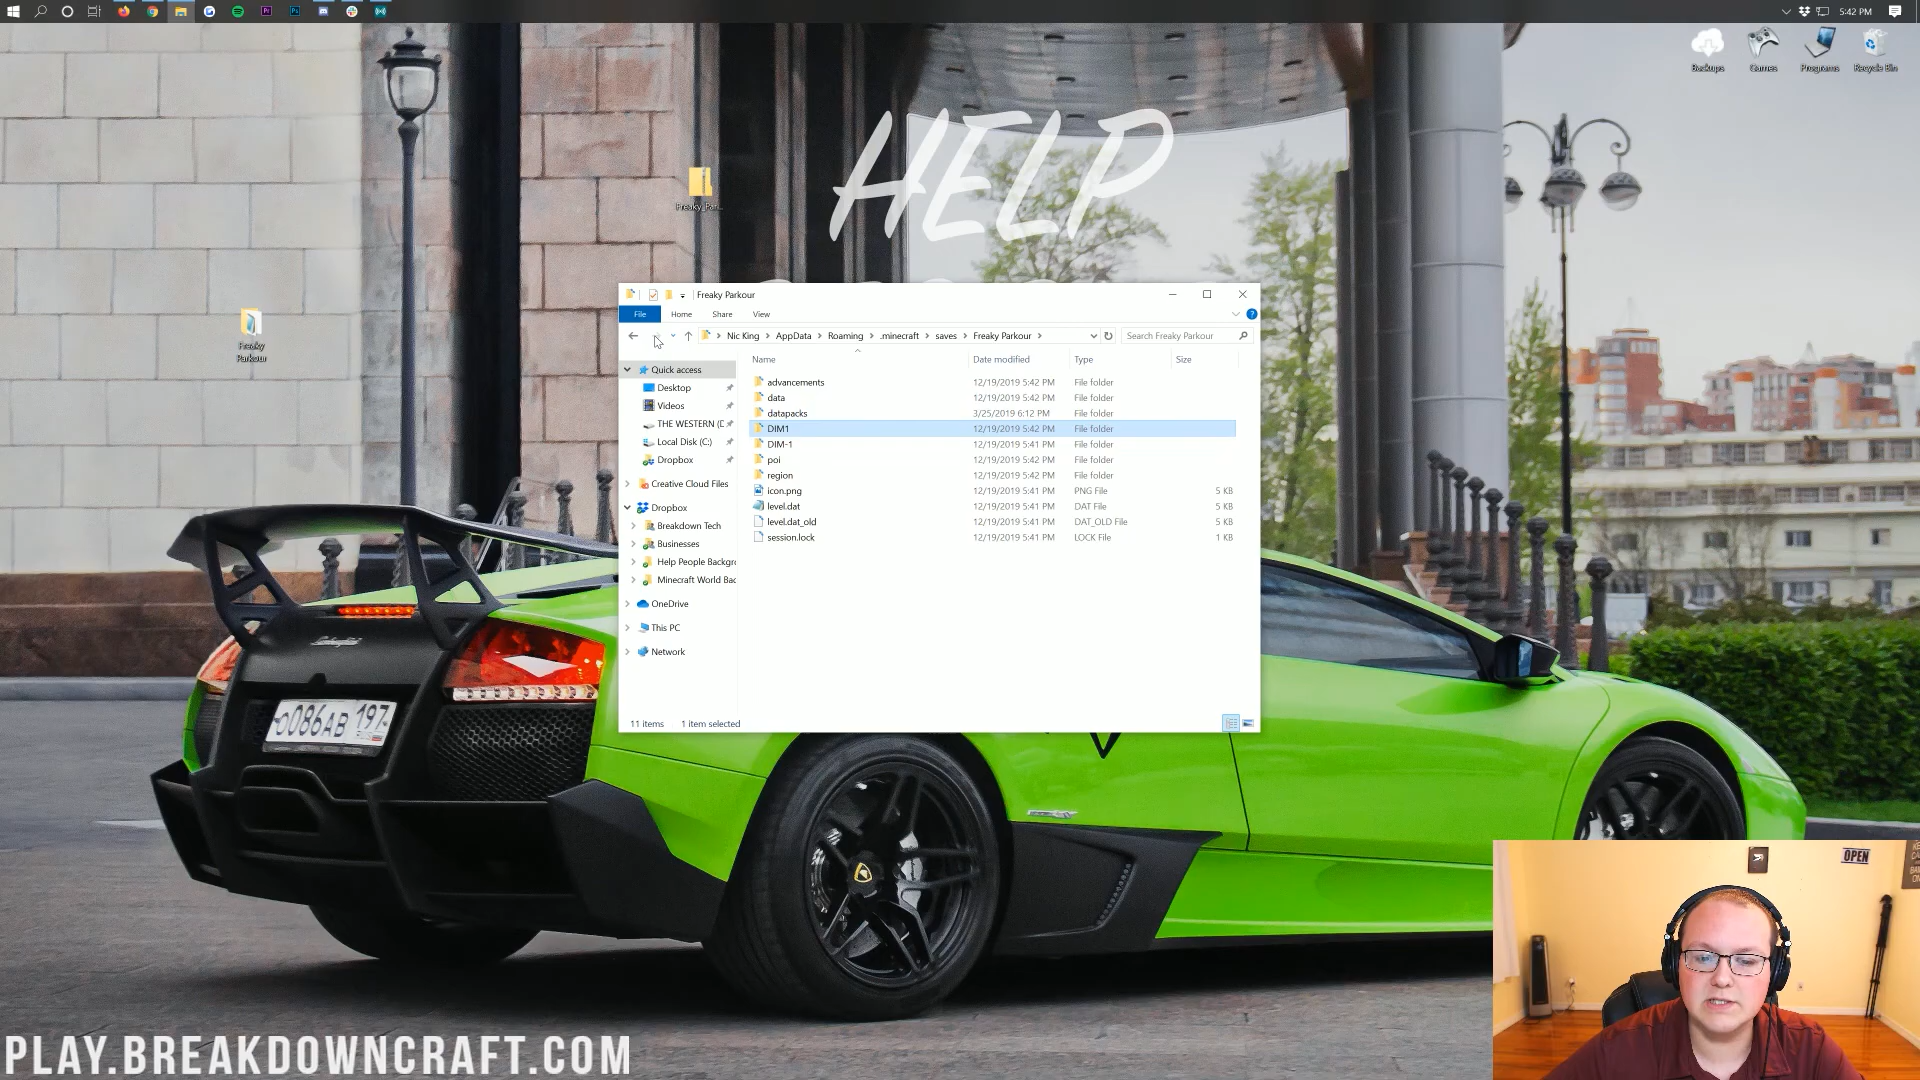 5:42 PM
Backups
Games
Programs
Recycle Bin
HELP
Freaky_Par...
Freaky
Parkour
Freaky Parkour
File
Home
Share
View
Nic King > AppData > Roaming > .minecraft > saves > Freaky Parkour >
Search Freaky Parkour
Name
Date modified
Type
Size
Quick access
Desktop
Videos
THE WESTERN (D
Local Disk (C:)
Dropbox
Creative Cloud Files
Dropbox
Breakdown Tech
Businesses
Help People Backgro
Minecraft World Bac
OneDrive
This PC
Network
advancements 12/19/2019 5:42 PM File folder
data 12/19/2019 5:42 PM File folder
datapacks 3/25/2019 6:12 PM File folder
DIM1 12/19/2019 5:42 PM File folder
DIM-1 12/19/2019 5:41 PM File folder
poi 12/19/2019 5:42 PM File folder
region 12/19/2019 5:42 PM File folder
icon.png 12/19/2019 5:41 PM PNG File 5 KB
level.dat 12/19/2019 5:41 PM DAT File 5 KB
level.dat_old 12/19/2019 5:41 PM DAT_OLD File 5 KB
session.lock 12/19/2019 5:41 PM LOCK File 1 KB
11 items
1 item selected
Lamborghini
O086AB 197
OPEN
PLAY.BREAKDOWNCRAFT.COM